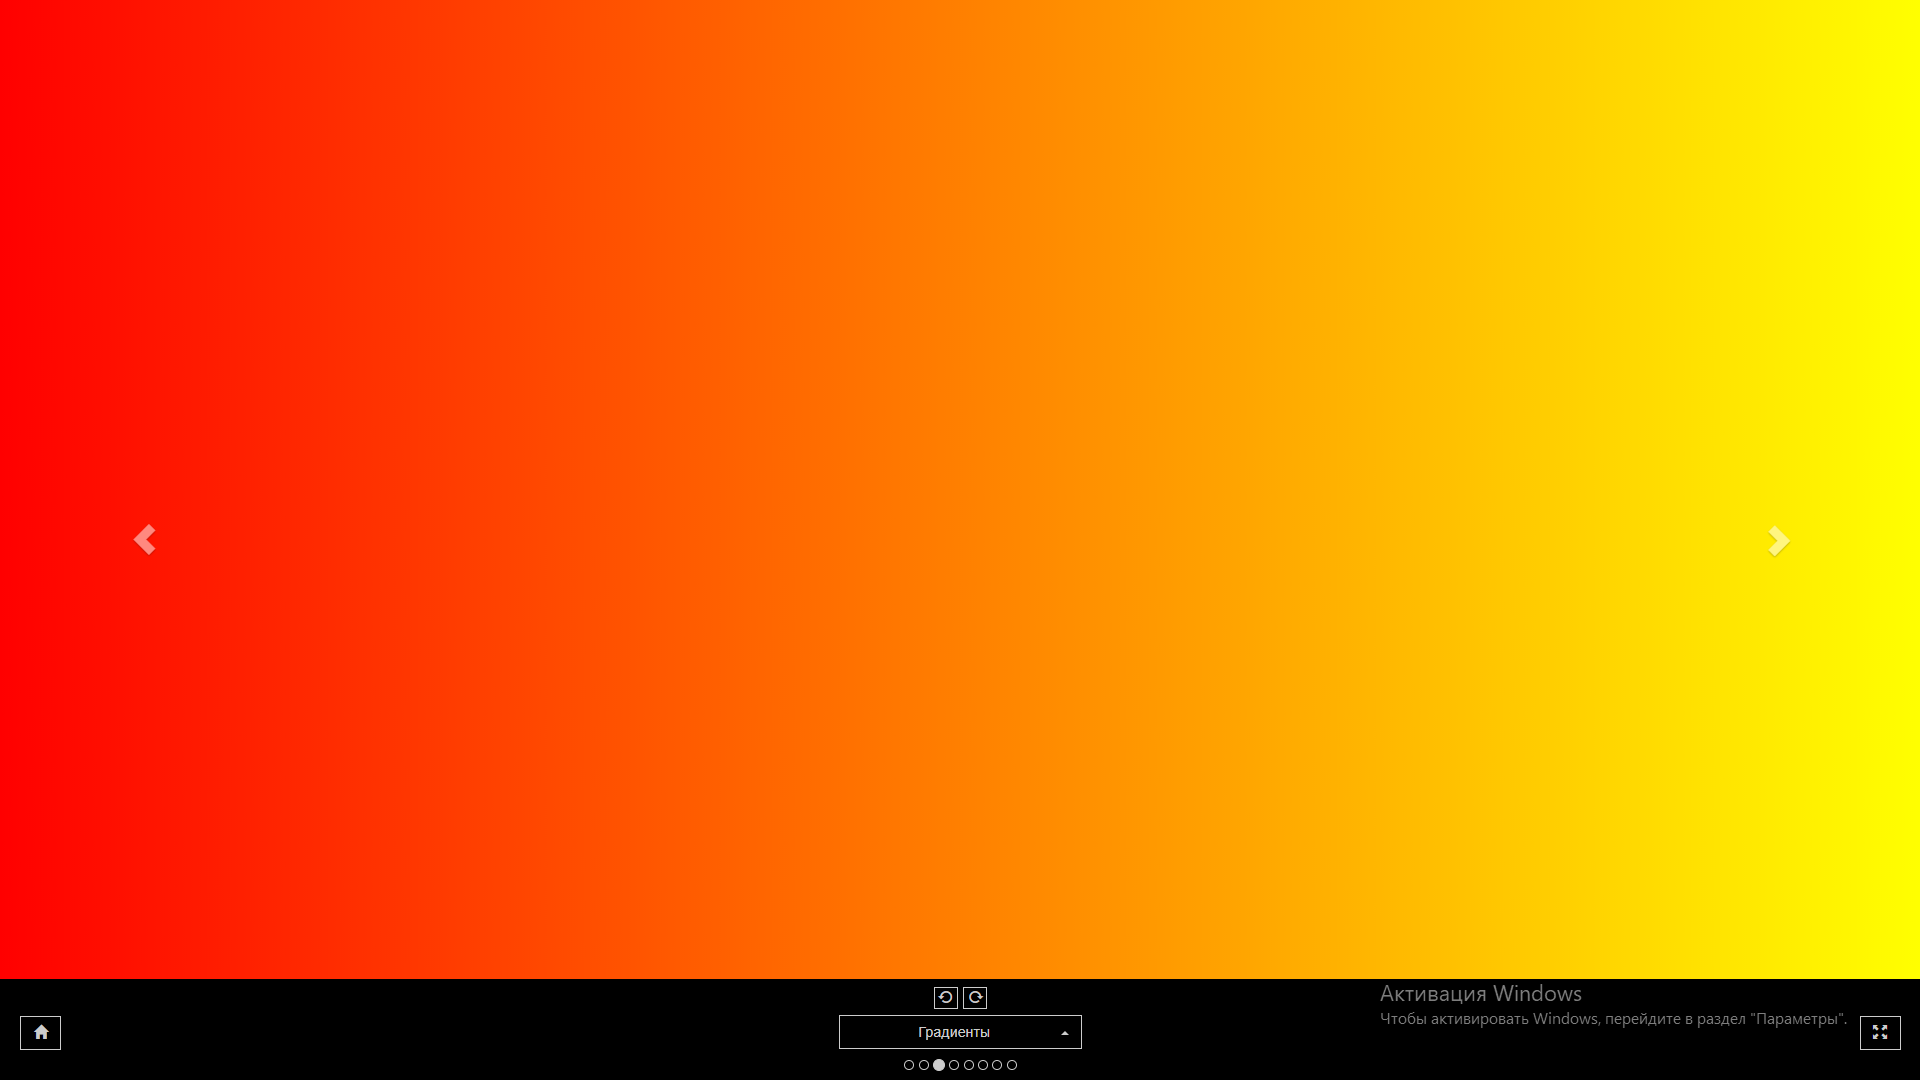 Активация Windows
Чтобы активировать Windows, перейдите в раздел "Параметры".
Градиенты